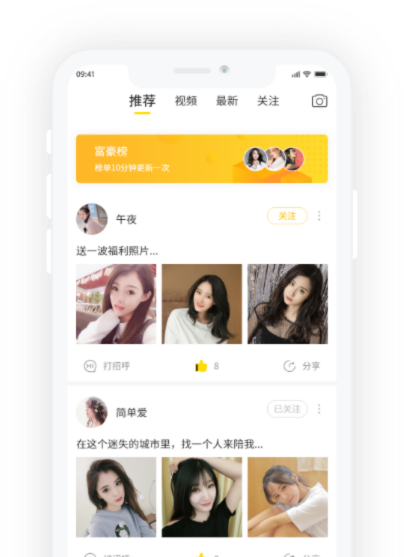 09:41
推荐 视频 最新 关注
富豪榜
榜单10分钟更新一次
午夜 关注
送一波福利照片...
Hi 打招呼 8 分享
简单爱 已关注
在这个迷失的城市里，找一个人来陪我...